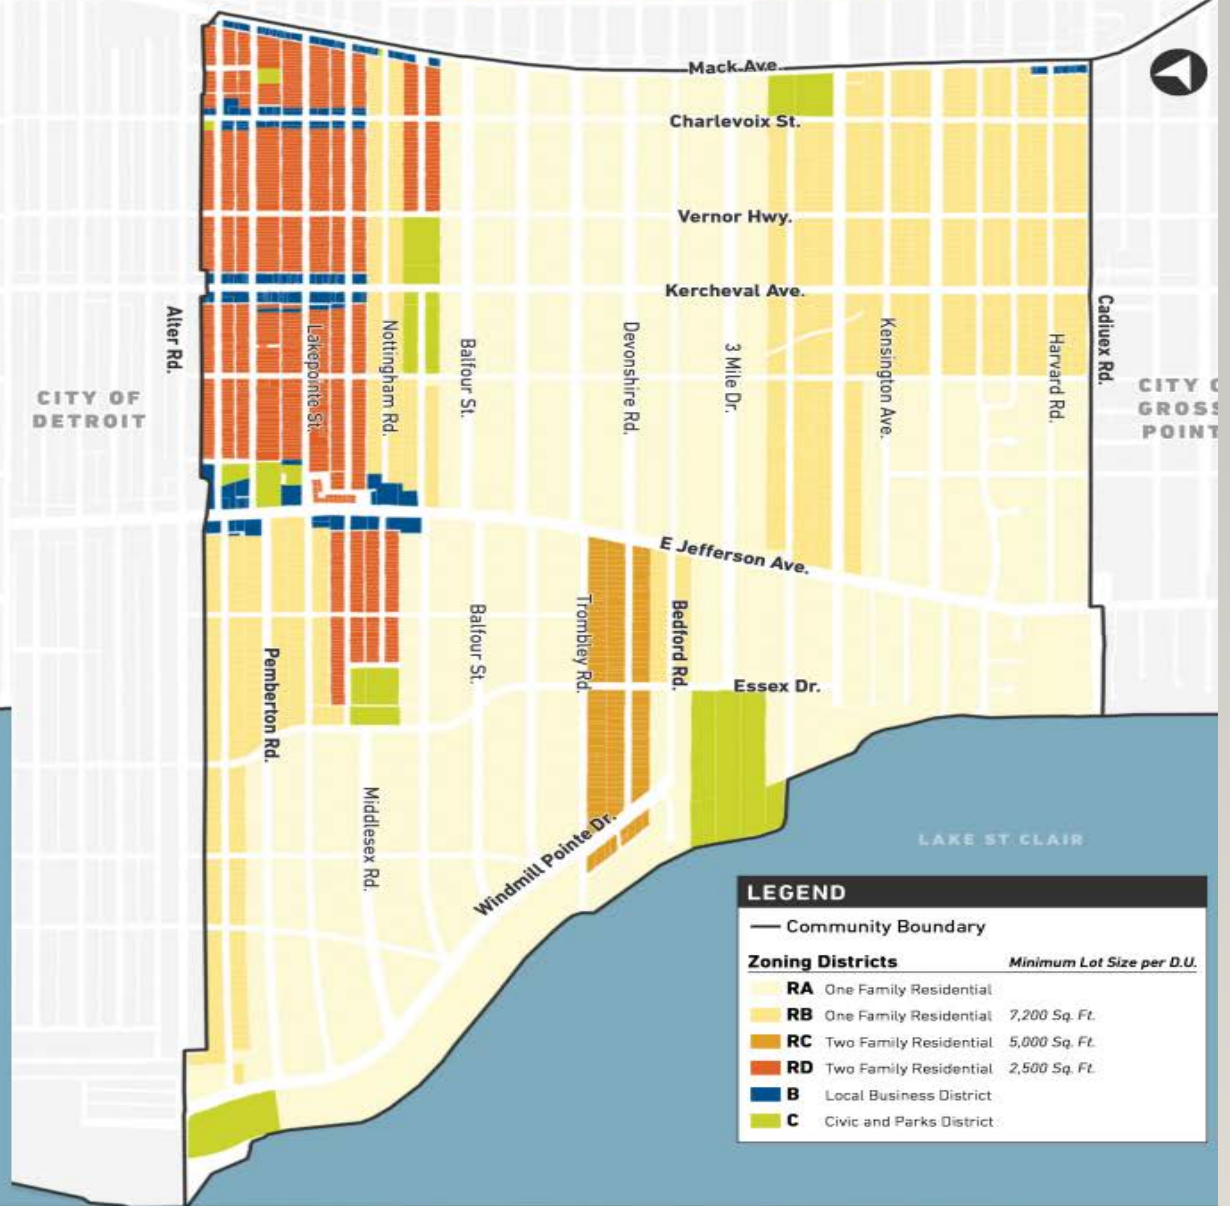 Mack Ave.
Charlevoix St.
Vernor Hwy.
Kercheval Ave.
Alter Rd.
Lakepointe St.
Nottingham Rd.
Balfour St.
Devonshire Rd.
3 Mile Dr.
Kensington Ave.
Harvard Rd.
Cadiuex Rd.
CITY OF
DETROIT
CITY O
GROSS
POINT
E Jefferson Ave.
Pemberton Rd.
Balfour St.
Trombley Rd.
Bedford Rd.
Essex Dr.
Middlesex Rd.
Windmill Pointe Dr.
LAKE ST CLAIR
LEGEND
Community Boundary
Zoning Districts Minimum Lot Size per D.U.
RA One Family Residential
RB One Family Residential 7,200 Sq. Ft.
RC Two Family Residential 5,000 Sq. Ft.
RD Two Family Residential 2,500 Sq. Ft.
B Local Business District
C Civic and Parks District